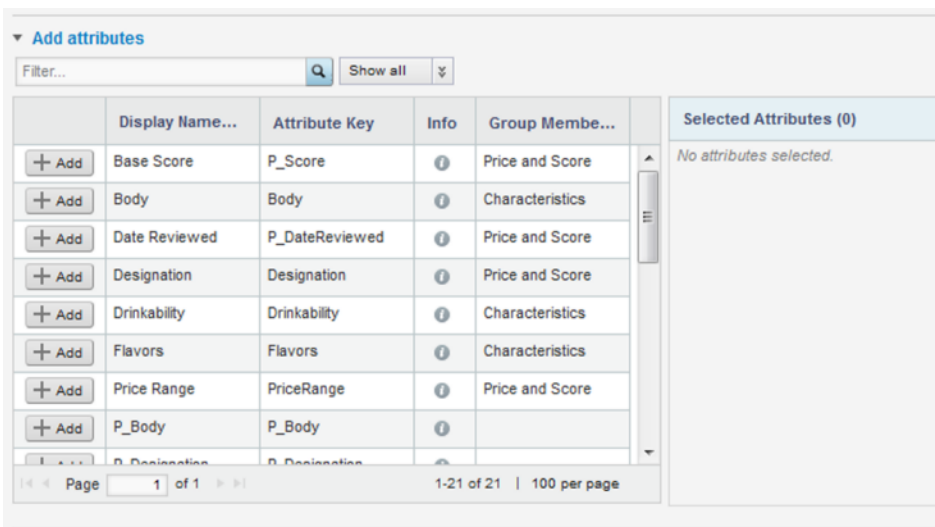 Add attributes
Filter... Show all
Display Name... Attribute Key Info Group Membe... Selected Attributes (0)
Add Base Score P_Score Price and Score No attributes selected.
Add Body Body Characteristics
Add Date Reviewed P_DateReviewed Price and Score
Add Designation Designation Price and Score
Add Drinkability Drinkability Characteristics
Add Flavors Flavors Characteristics
Add Price Range PriceRange Price and Score
Add P_Body P_Body
Page 1 of 1 1-21 of 21 | 100 per page